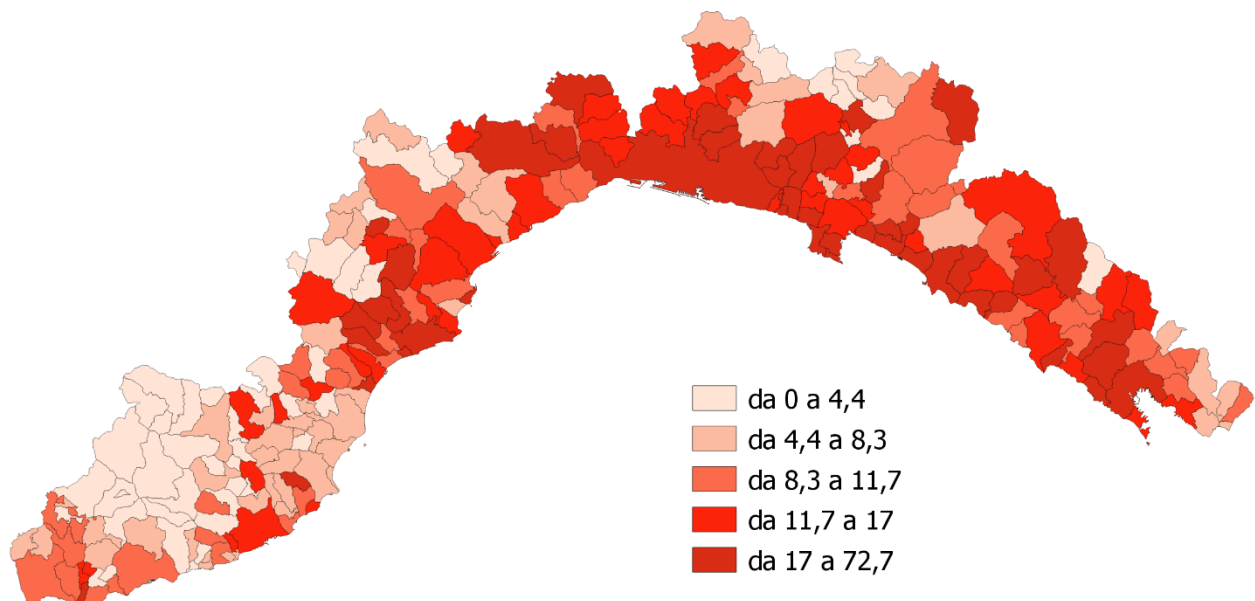 da 0 a 4,4
da 4,4 a 8,3
da 8,3 a 11,7
da 11,7 a 17
da 17 a 72,7